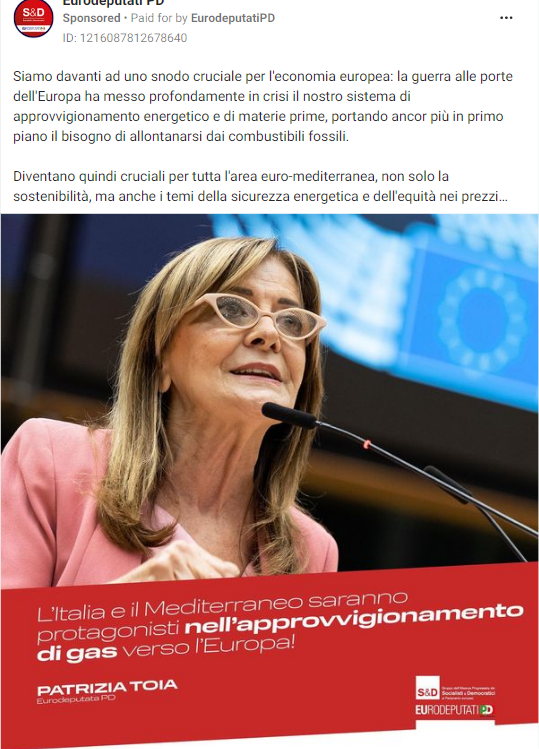 Eurodeputati PD
Sponsored • Paid for by EurodeputatiPD
ID: 1216087812678640
Siamo davanti ad uno snodo cruciale per l'economia europea: la guerra alle porte
dell'Europa ha messo profondamente in crisi il nostro sistema di
approvvigionamento energetico e di materie prime, portando ancor più in primo
piano il bisogno di allontanarsi dai combustibili fossili.
Diventano quindi cruciali per tutta l'area euro-mediterranea, non solo la
sostenibilità, ma anche i temi della sicurezza energetica e dell'equità nei prezzi...
L'Italia e il Mediterraneo saranno
protagonisti nell'approvvigionamento
di gas verso l'Europa!
PATRIZIA TOIA
Eurodeputata PD
S&D
Socialisti e Democratici
EURODEPUTATI PD
S&D